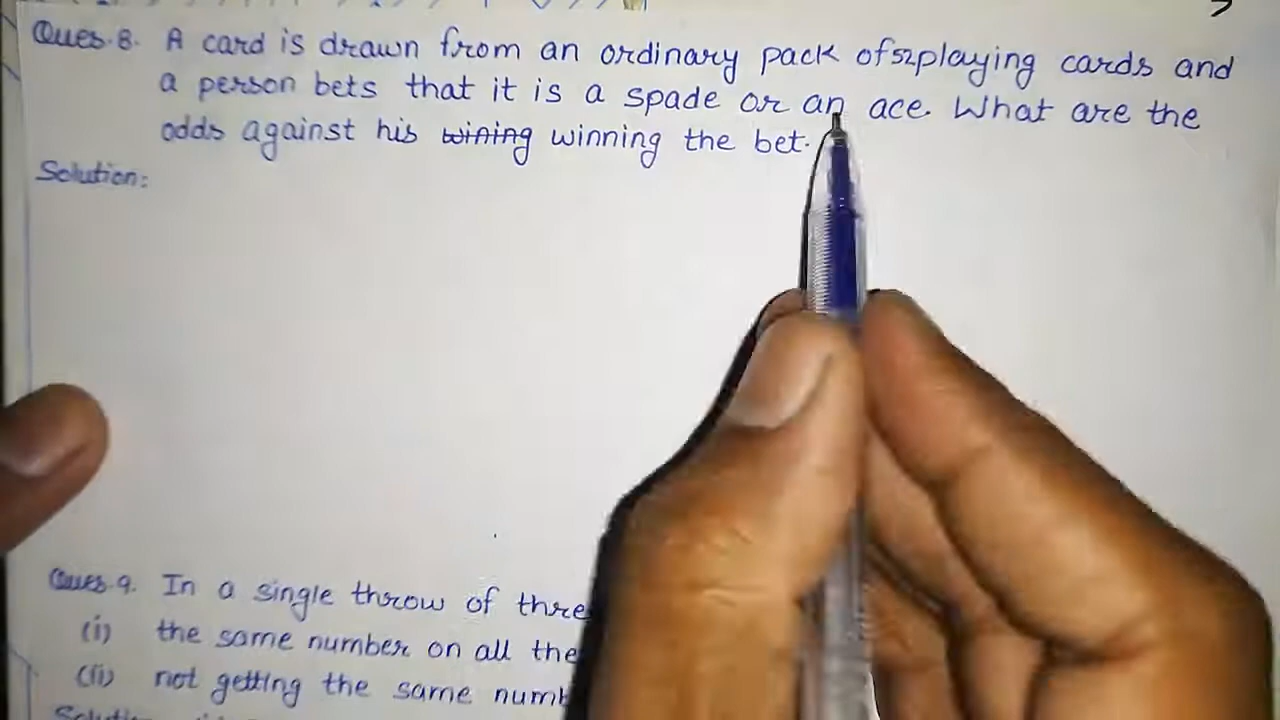 Ques.8. A card is drawn from an ordinary pack of 52 playing cards and
a person bets that it is a spade or an ace. What are the
odds against his wining winning the bet.
Solution:
Ques.9. In a single throw of thre
(i) the same number on all the
(ii) not getting the same numb